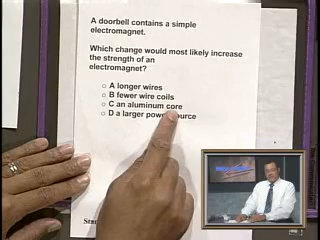 A doorbell contains a simple
electromagnet.
Which change would most likely increase
the strength of an
electromagnet?
A longer wires
B fewer wire coils
C an aluminum core
D a larger